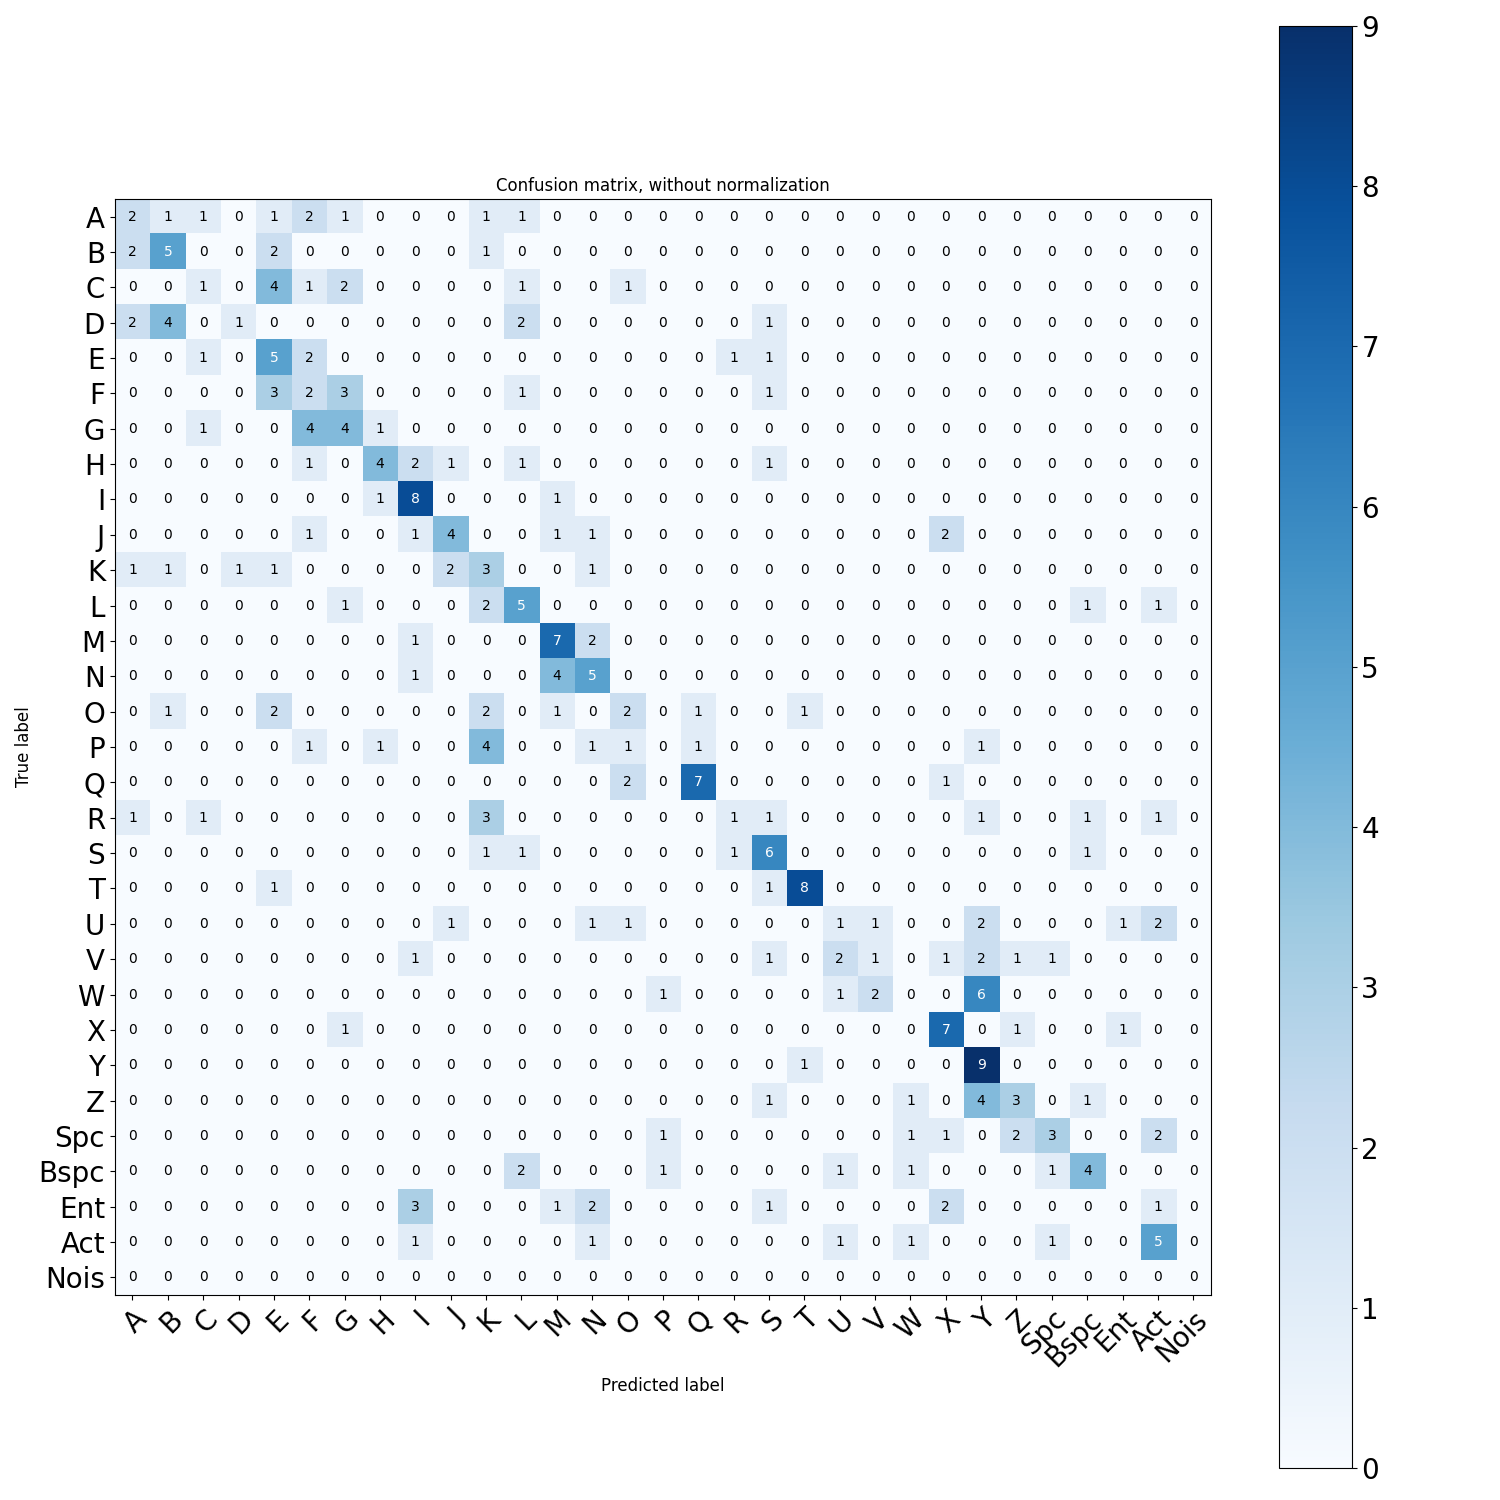 Confusion matrix, without normalization
A 2 1 1 0 1 2 1 0 0 0 1 1 0 0 0 0 0 0 0 0 0 0 0 0 0 0 0 0 0 0 0
B 2 5 0 0 2 0 0 0 0 0 1 0 0 0 0 0 0 0 0 0 0 0 0 0 0 0 0 0 0 0 0
C 0 0 1 0 4 1 2 0 0 0 0 1 0 0 1 0 0 0 0 0 0 0 0 0 0 0 0 0 0 0 0
D 2 4 0 1 0 0 0 0 0 0 0 2 0 0 0 0 0 0 1 0 0 0 0 0 0 0 0 0 0 0 0
E 0 0 1 0 5 2 0 0 0 0 0 0 0 0 0 0 0 1 1 0 0 0 0 0 0 0 0 0 0 0 0
F 0 0 0 0 3 2 3 0 0 0 0 1 0 0 0 0 0 0 1 0 0 0 0 0 0 0 0 0 0 0 0
G 0 0 1 0 0 4 4 1 0 0 0 0 0 0 0 0 0 0 0 0 0 0 0 0 0 0 0 0 0 0 0
H 0 0 0 0 0 1 0 4 2 1 0 1 0 0 0 0 0 0 1 0 0 0 0 0 0 0 0 0 0 0 0
I 0 0 0 0 0 0 0 1 8 0 0 0 1 0 0 0 0 0 0 0 0 0 0 0 0 0 0 0 0 0 0
J 0 0 0 0 0 1 0 0 1 4 0 0 1 1 0 0 0 0 0 0 0 0 0 2 0 0 0 0 0 0 0
K 1 1 0 1 1 0 0 0 0 2 3 0 0 1 0 0 0 0 0 0 0 0 0 0 0 0 0 0 0 0 0
L 0 0 0 0 0 0 1 0 0 0 2 5 0 0 0 0 0 0 0 0 0 0 0 0 0 0 0 1 0 1 0
M 0 0 0 0 0 0 0 0 1 0 0 0 7 2 0 0 0 0 0 0 0 0 0 0 0 0 0 0 0 0 0
N 0 0 0 0 0 0 0 0 1 0 0 0 4 5 0 0 0 0 0 0 0 0 0 0 0 0 0 0 0 0 0
O 0 1 0 0 2 0 0 0 0 0 2 0 1 0 2 0 1 0 0 1 0 0 0 0 0 0 0 0 0 0 0
P 0 0 0 0 0 1 0 1 0 0 4 0 0 1 1 0 1 0 0 0 0 0 0 0 1 0 0 0 0 0 0
Q 0 0 0 0 0 0 0 0 0 0 0 0 0 0 2 0 7 0 0 0 0 0 0 1 0 0 0 0 0 0 0
R 1 0 1 0 0 0 0 0 0 0 3 0 0 0 0 0 0 1 1 0 0 0 0 0 1 0 0 1 0 1 0
S 0 0 0 0 0 0 0 0 0 0 1 1 0 0 0 0 0 1 6 0 0 0 0 0 0 0 0 1 0 0 0
T 0 0 0 0 1 0 0 0 0 0 0 0 0 0 0 0 0 0 1 8 0 0 0 0 0 0 0 0 0 0 0
U 0 0 0 0 0 0 0 0 0 1 0 0 0 1 1 0 0 0 0 0 1 1 0 0 2 0 0 0 1 2 0
V 0 0 0 0 0 0 0 0 1 0 0 0 0 0 0 0 0 0 1 0 2 1 0 1 2 1 1 0 0 0 0
W 0 0 0 0 0 0 0 0 0 0 0 0 0 0 0 1 0 0 0 0 1 2 0 0 6 0 0 0 0 0 0
X 0 0 0 0 0 0 1 0 0 0 0 0 0 0 0 0 0 0 0 0 0 0 0 7 0 1 0 0 1 0 0
Y 0 0 0 0 0 0 0 0 0 0 0 0 0 0 0 0 0 0 0 1 0 0 0 0 9 0 0 0 0 0 0
Z 0 0 0 0 0 0 0 0 0 0 0 0 0 0 0 0 0 0 1 0 0 0 1 0 4 3 0 1 0 0 0
Spc 0 0 0 0 0 0 0 0 0 0 0 0 0 0 0 1 0 0 0 0 0 0 1 1 0 2 3 0 0 2 0
Bspc 0 0 0 0 0 0 0 0 0 0 0 2 0 0 0 1 0 0 0 0 1 0 1 0 0 0 1 4 0 0 0
Ent 0 0 0 0 0 0 0 0 3 0 0 0 1 2 0 0 0 0 1 0 0 0 0 2 0 0 0 0 0 1 0
Act 0 0 0 0 0 0 0 0 1 0 0 0 0 1 0 0 0 0 0 0 1 0 1 0 0 0 1 0 0 5 0
Nois 0 0 0 0 0 0 0 0 0 0 0 0 0 0 0 0 0 0 0 0 0 0 0 0 0 0 0 0 0 0 0
A B C D E F G H I J K L M N O P Q R S T U V W X Y Z Spc Bspc Ent Act Nois
True label
Predicted label
9
8
7
6
5
4
3
2
1
0